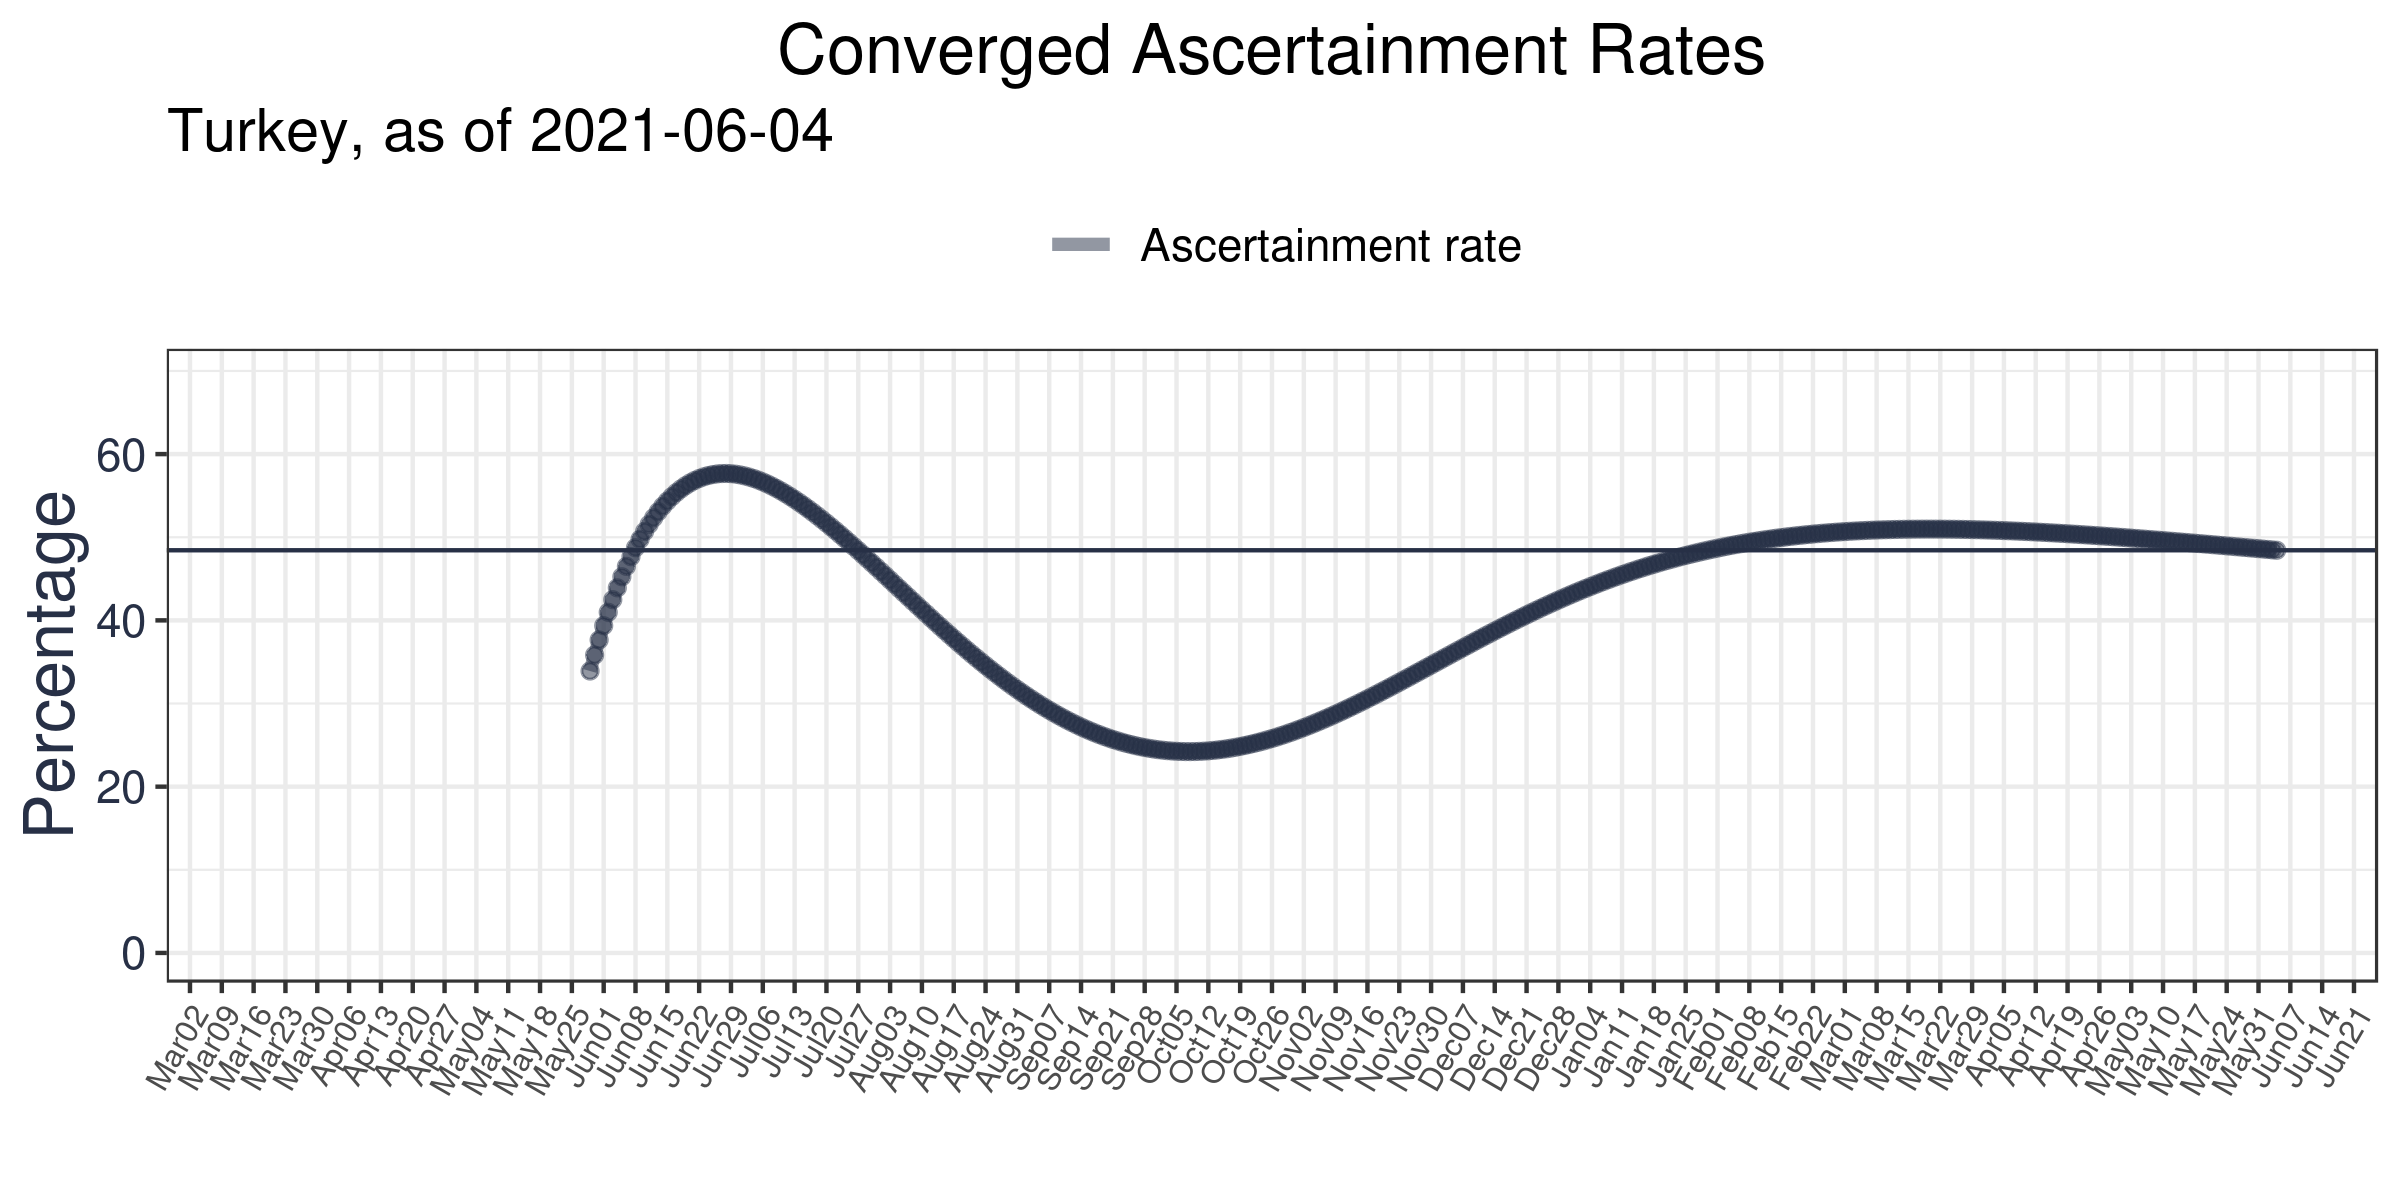 Converged Ascertainment Rates
Turkey, as of 2021-06-04
Ascertainment rate
Percentage
60
40
20
0
Mar02
Mar09
Mar16
Mar23
Mar30
Apr06
Apr13
Apr20
Apr27
May04
May11
May18
May25
Jun01
Jun08
Jun15
Jun22
Jun29
Jul06
Jul13
Jul20
Jul27
Aug03
Aug10
Aug17
Aug24
Aug31
Sep07
Sep14
Sep21
Sep28
Oct05
Oct12
Oct19
Oct26
Nov02
Nov09
Nov16
Nov23
Nov30
Dec07
Dec14
Dec21
Dec28
Jan04
Jan11
Jan18
Jan25
Feb01
Feb08
Feb15
Feb22
Mar01
Mar08
Mar15
Mar22
Mar29
Apr05
Apr12
Apr19
Apr26
May03
May10
May17
May24
May31
Jun07
Jun14
Jun21